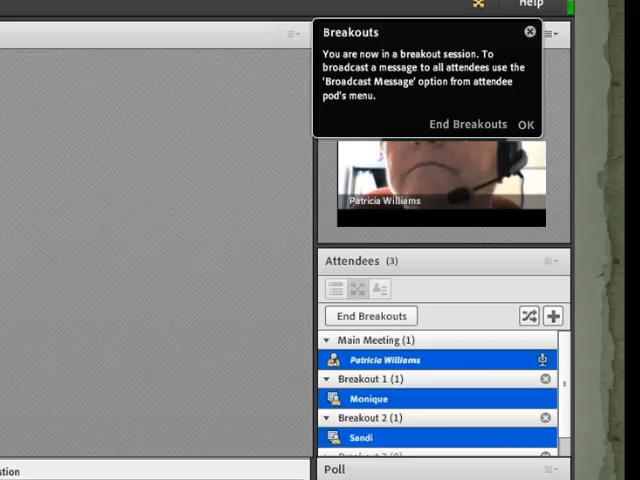 Help
Breakouts
You are now in a breakout session. To
broadcast a message to all attendees use the
'Broadcast Message' option from attendee
pod's menu.
End Breakouts OK
Patricia Williams
Attendees (3)
End Breakouts
Main Meeting (1)
Patricia Williams
Breakout 1 (1)
Monique
Breakout 2 (1)
Sandi
stion
Poll